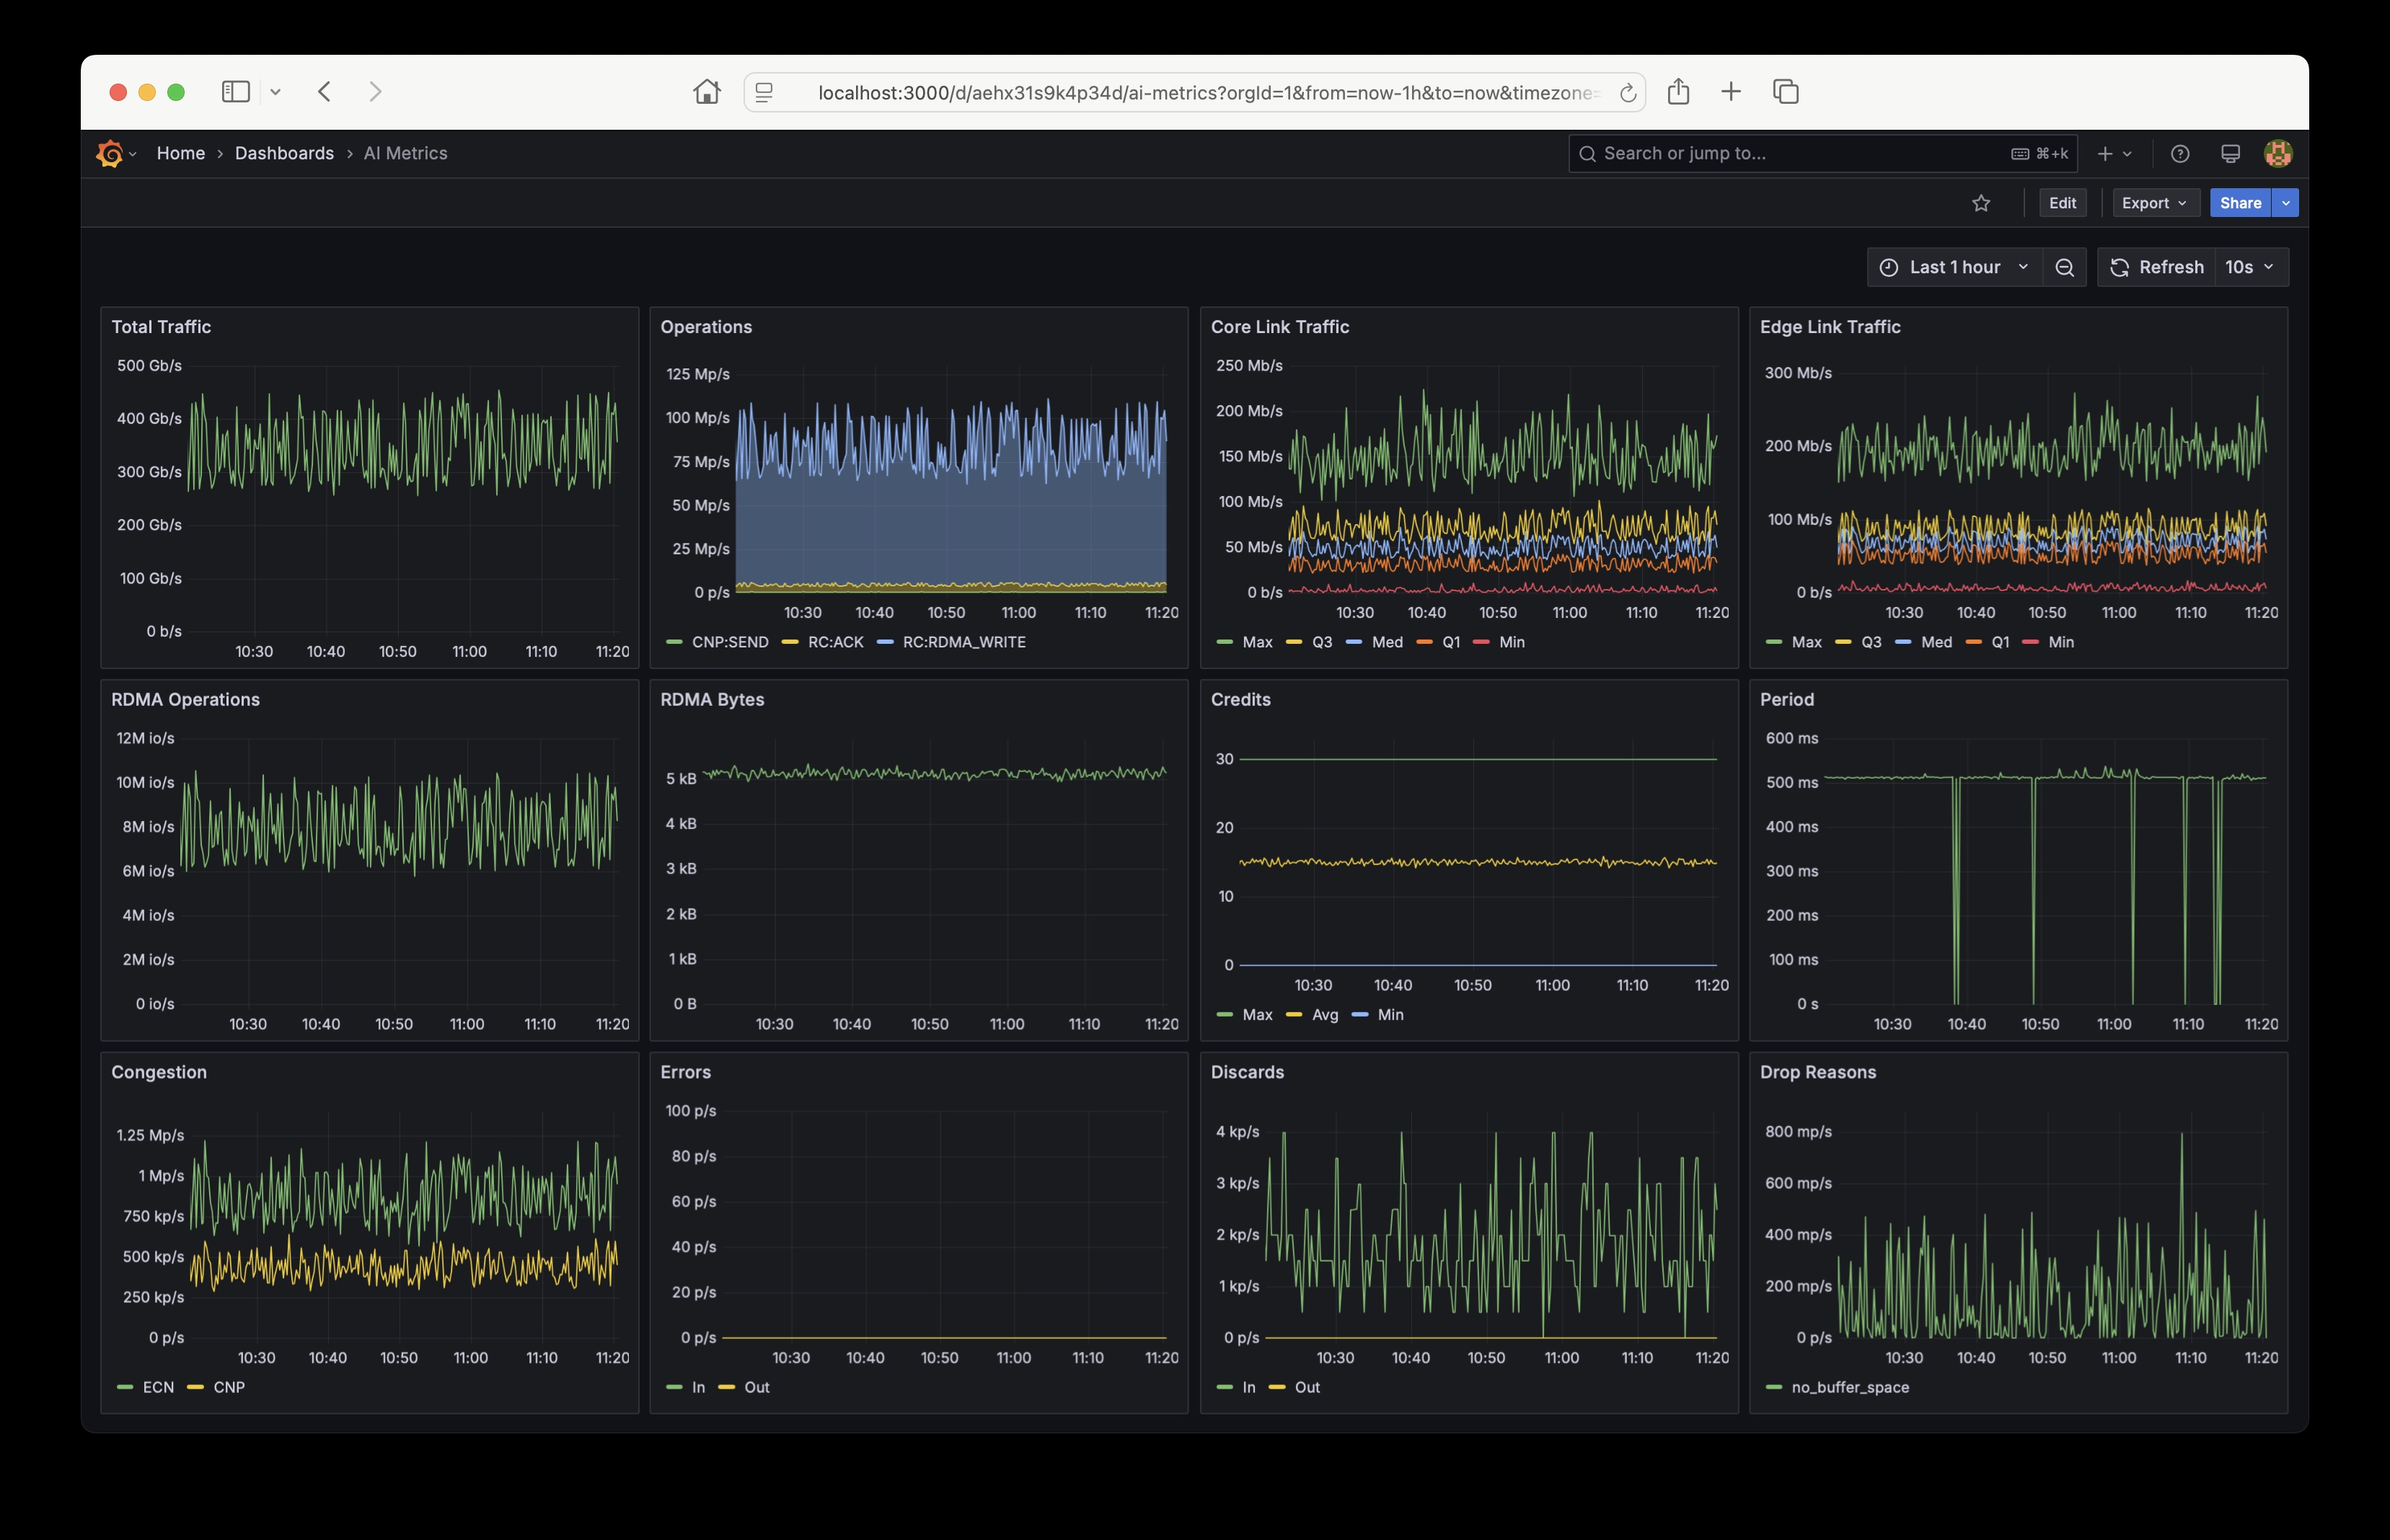 localhost:3000/d/aehx31s9k4p34d/ai-metrics?orgId=1&from=now-1h&to=now&timezone=
Home > Dashboards > AI Metrics
Search or jump to... ⌘+k
Edit Export Share
Last 1 hour Refresh 10s
Total Traffic
500 Gb/s
400 Gb/s
300 Gb/s
200 Gb/s
100 Gb/s
0 b/s
10:30 10:40 10:50 11:00 11:10 11:20
Operations
125 Mp/s
100 Mp/s
75 Mp/s
50 Mp/s
25 Mp/s
0 p/s
10:30 10:40 10:50 11:00 11:10 11:20
CNP:SEND RC:ACK RC:RDMA_WRITE
Core Link Traffic
250 Mb/s
200 Mb/s
150 Mb/s
100 Mb/s
50 Mb/s
0 b/s
10:30 10:40 10:50 11:00 11:10 11:20
Max Q3 Med Q1 Min
Edge Link Traffic
300 Mb/s
200 Mb/s
100 Mb/s
0 b/s
10:30 10:40 10:50 11:00 11:10 11:20
Max Q3 Med Q1 Min
RDMA Operations
12M io/s
10M io/s
8M io/s
6M io/s
4M io/s
2M io/s
0 io/s
10:30 10:40 10:50 11:00 11:10 11:20
RDMA Bytes
5 kB
4 kB
3 kB
2 kB
1 kB
0 B
10:30 10:40 10:50 11:00 11:10 11:20
Credits
30
20
10
0
10:30 10:40 10:50 11:00 11:10 11:20
Max Avg Min
Period
600 ms
500 ms
400 ms
300 ms
200 ms
100 ms
0 s
10:30 10:40 10:50 11:00 11:10 11:20
Congestion
1.25 Mp/s
1 Mp/s
750 kp/s
500 kp/s
250 kp/s
0 p/s
10:30 10:40 10:50 11:00 11:10 11:20
ECN CNP
Errors
100 p/s
80 p/s
60 p/s
40 p/s
20 p/s
0 p/s
10:30 10:40 10:50 11:00 11:10 11:20
In Out
Discards
4 kp/s
3 kp/s
2 kp/s
1 kp/s
0 p/s
10:30 10:40 10:50 11:00 11:10 11:20
In Out
Drop Reasons
800 mp/s
600 mp/s
400 mp/s
200 mp/s
0 p/s
10:30 10:40 10:50 11:00 11:10 11:20
no_buffer_space